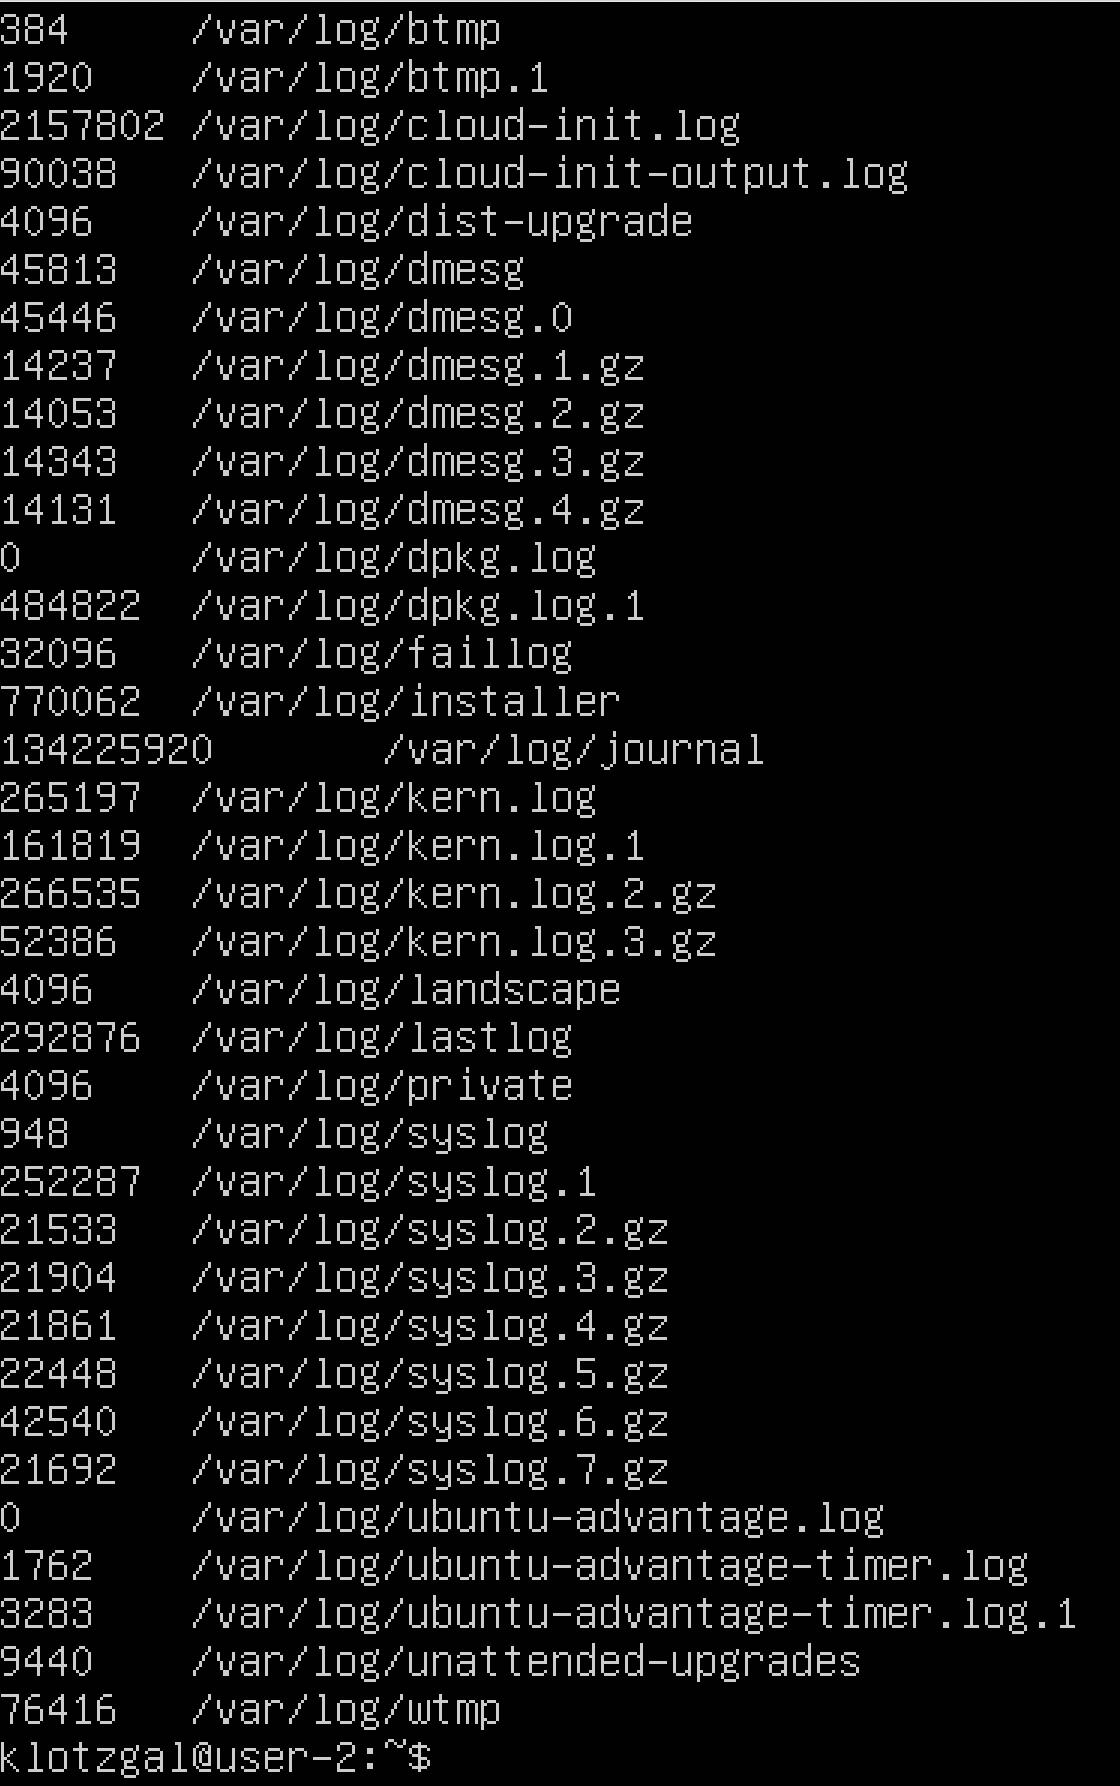 384     /var/log/btmp
1920    /var/log/btmp.1
2157802 /var/log/cloud-init.log
90038   /var/log/cloud-init-output.log
4096    /var/log/dist-upgrade
45813   /var/log/dmesg
45446   /var/log/dmesg.0
14237   /var/log/dmesg.1.gz
14053   /var/log/dmesg.2.gz
14343   /var/log/dmesg.3.gz
14131   /var/log/dmesg.4.gz
0       /var/log/dpkg.log
484822  /var/log/dpkg.log.1
32096   /var/log/faillog
770062  /var/log/installer
134225920       /var/log/journal
265197  /var/log/kern.log
161819  /var/log/kern.log.1
266535  /var/log/kern.log.2.gz
52386   /var/log/kern.log.3.gz
4096    /var/log/landscape
292876  /var/log/lastlog
4096    /var/log/private
948     /var/log/syslog
252287  /var/log/syslog.1
21533   /var/log/syslog.2.gz
21904   /var/log/syslog.3.gz
21861   /var/log/syslog.4.gz
22448   /var/log/syslog.5.gz
42540   /var/log/syslog.6.gz
21692   /var/log/syslog.7.gz
0       /var/log/ubuntu-advantage.log
1762    /var/log/ubuntu-advantage-timer.log
3283    /var/log/ubuntu-advantage-timer.log.1
9440    /var/log/unattended-upgrades
76416   /var/log/wtmp
klotzgal@user-2:~$